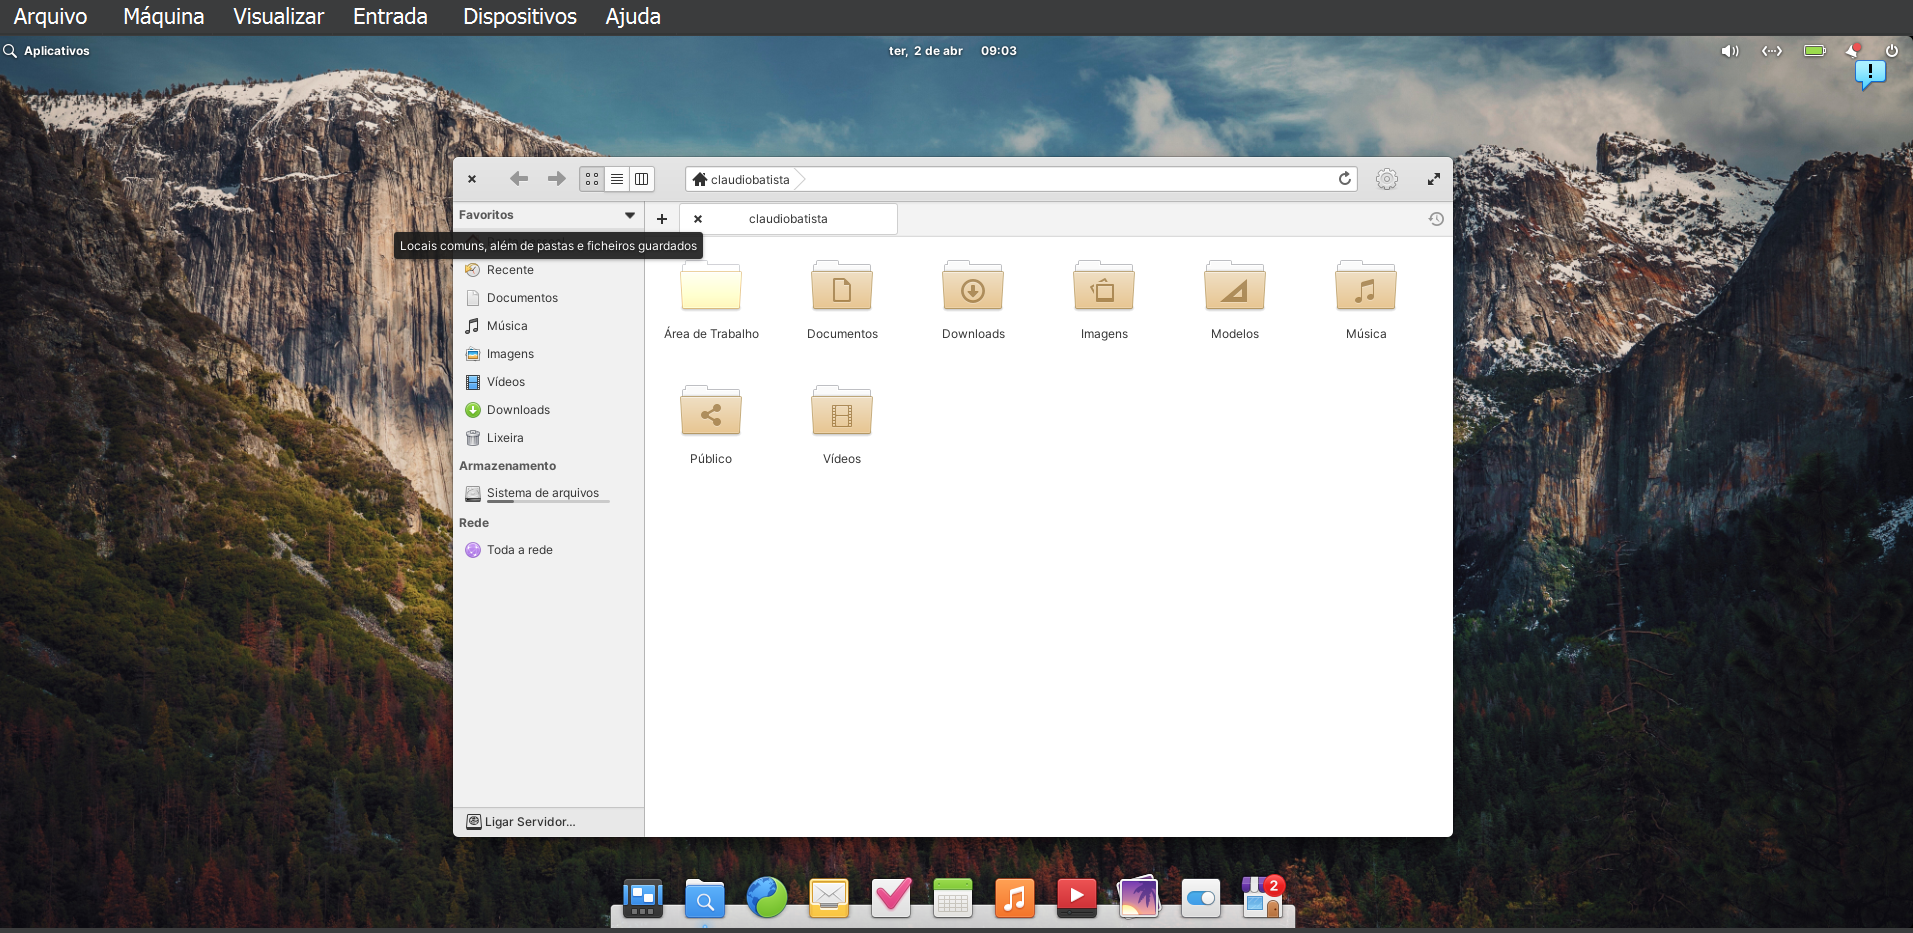 Arquivo Máquina Visualizar Entrada Dispositivos Ajuda
Aplicativos
ter, 2 de abr 09:03
claudiobatista
Favoritos
claudiobatista
Locais comuns, além de pastas e ficheiros guardados
Recente
Documentos
Música
Imagens
Vídeos
Downloads
Lixeira
Armazenamento
Sistema de arquivos
Rede
Toda a rede
Ligar Servidor...
Área de Trabalho
Documentos
Downloads
Imagens
Modelos
Música
Público
Vídeos
2